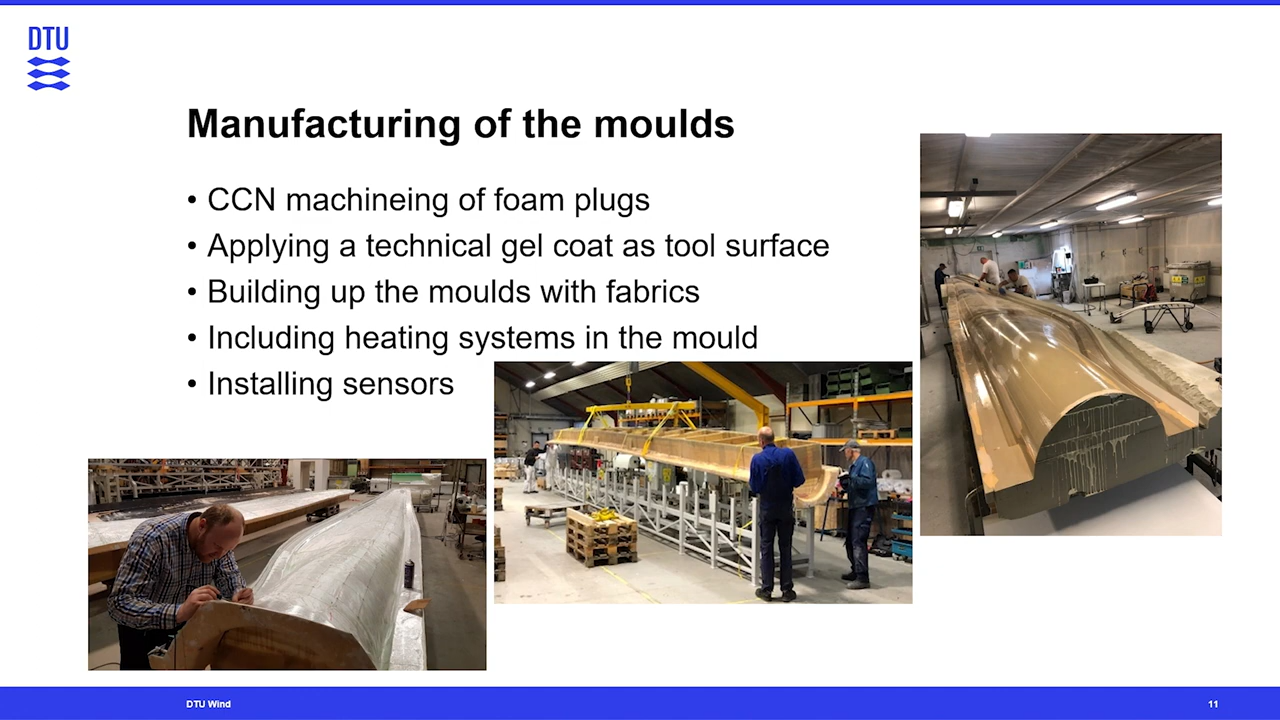 DTU
Manufacturing of the moulds
• CCN machineing of foam plugs
• Applying a technical gel coat as tool surface
• Building up the moulds with fabrics
• Including heating systems in the mould
• Installing sensors
DTU Wind
11